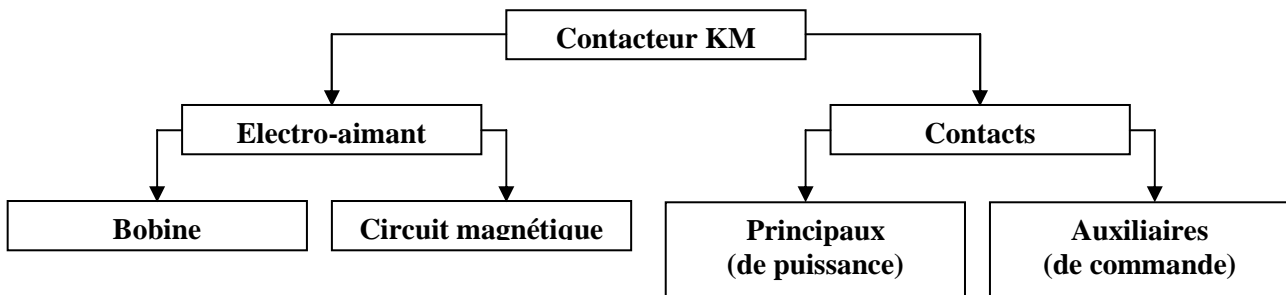 Contacteur KM
Electro-aimant
Contacts
Bobine
Circuit magnétique
Principaux
(de puissance)
Auxiliaires
(de commande)